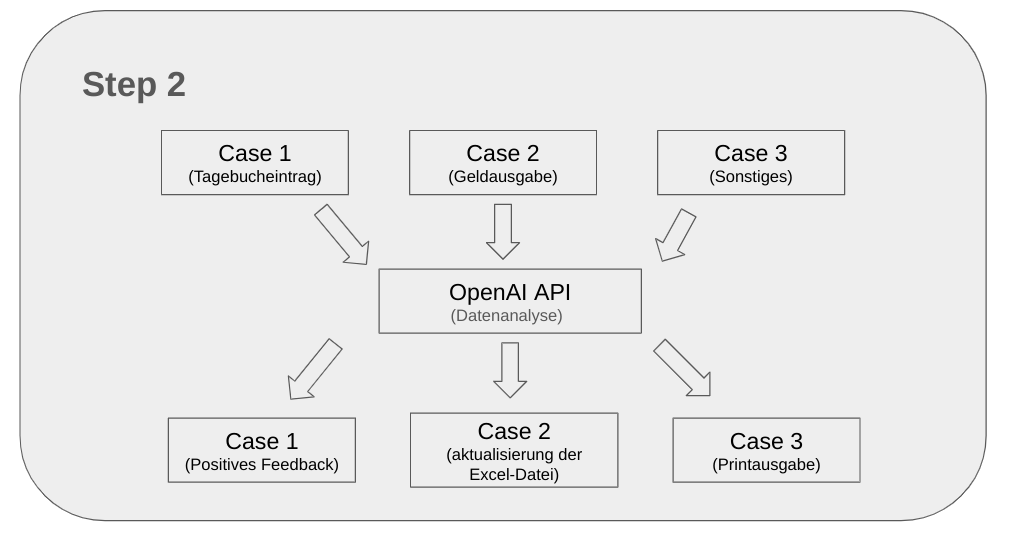 Step 2
Case 1
(Tagebucheintrag)
Case 2
(Geldausgabe)
Case 3
(Sonstiges)
OpenAI API
(Datenanalyse)
Case 1
(Positives Feedback)
Case 2
(aktualisierung der
Excel-Datei)
Case 3
(Printausgabe)